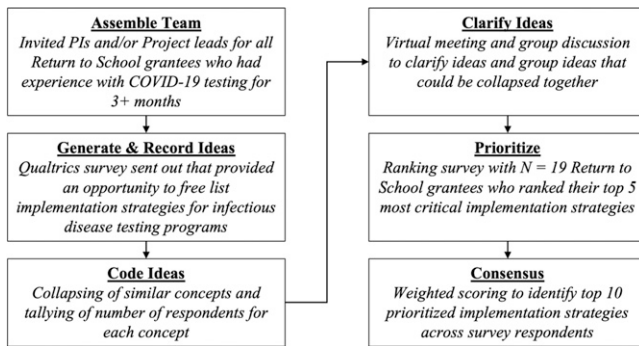 Assemble Team
Invited PIs and/or Project leads for all
Return to School grantees who had
experience with COVID-19 testing for
3+ months
Generate & Record Ideas
Qualtrics survey sent out that provided
an opportunity to free list
implementation strategies for infectious
disease testing programs
Code Ideas
Collapsing of similar concepts and
tallying of number of respondents for
each concept
Clarify Ideas
Virtual meeting and group discussion
to clarify ideas and group ideas that
could be collapsed together
Prioritize
Ranking survey with N = 19 Return to
School grantees who ranked their top 5
most critical implementation strategies
Consensus
Weighted scoring to identify top 10
prioritized implementation strategies
across survey respondents